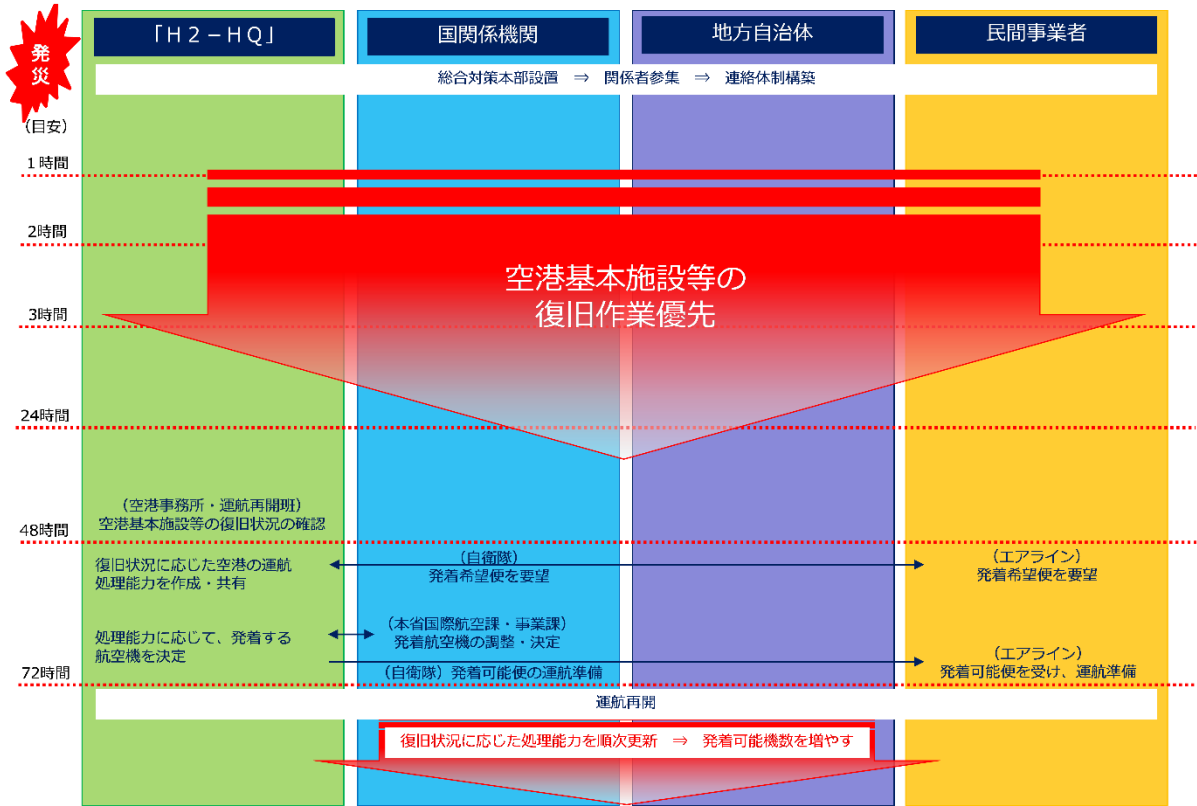 発
災
「H2-HQ」
国関係機関
地方自治体
民間事業者
総合対策本部設置 ⇒ 関係者参集 ⇒ 連絡体制構築
(目安)
1時間
2時間
空港基本施設等の
復旧作業優先
3時間
24時間
(空港事務所・運航再開班)
空港基本施設等の復旧状況の確認
48時間
復旧状況に応じた空港の運航
処理能力を作成・共有
(自衛隊)
発着希望便を要望
(エアライン)
発着希望便を要望
処理能力に応じて、発着する
航空機を決定
(本省国際航空課・事業課)
発着航空機の調整・決定
(自衛隊)発着可能便の運航準備
(エアライン)
発着可能便を受け、運航準備
72時間
運航再開
復旧状況に応じた処理能力を順次更新 ⇒ 発着可能機数を増やす